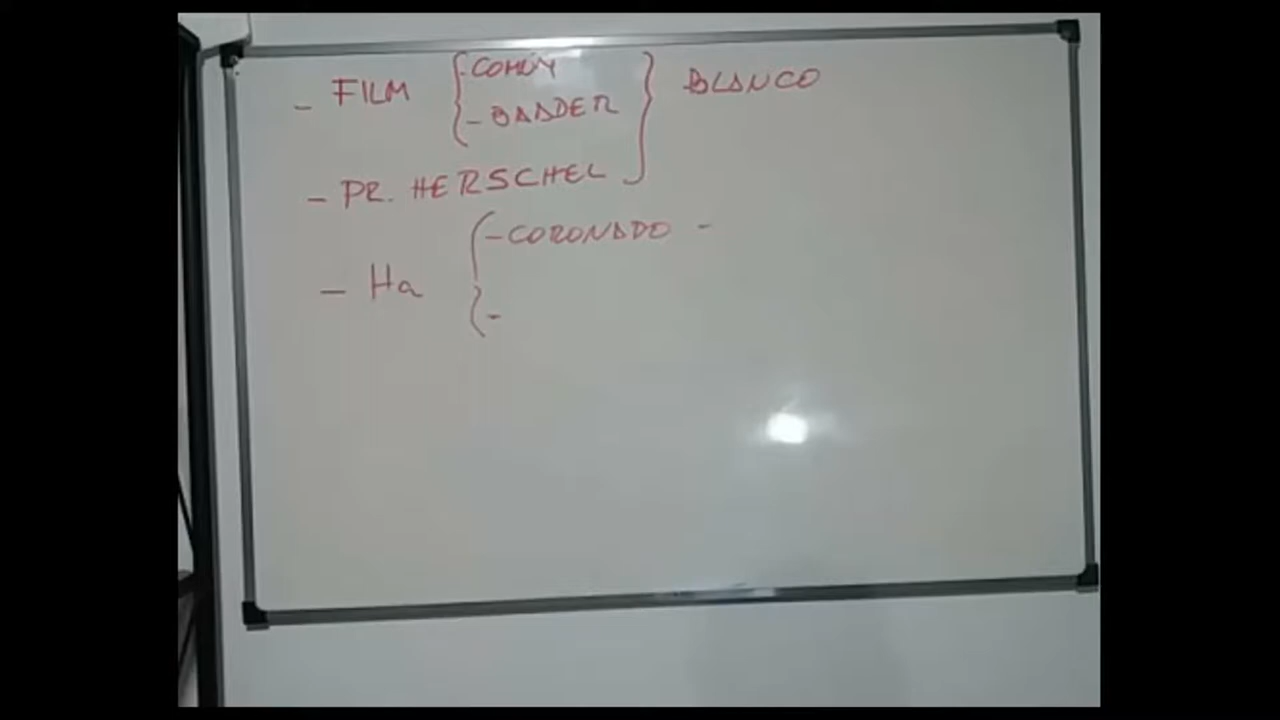 - FILM { - COMÚN
- BAADER } BLANCO
- PR. HERSCHEL
- Ha { - CORONADO -
-